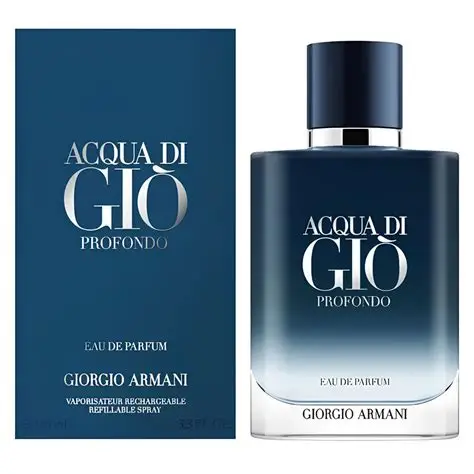 ACQUA DI
GIÒ
PROFONDO
EAU DE PARFUM
GIORGIO ARMANI
VAPORISATEUR RECHARGEABLE
REFILLABLE SPRAY
ACQUA DI
GIÒ
PROFONDO
EAU DE PARFUM
GIORGIO ARMANI